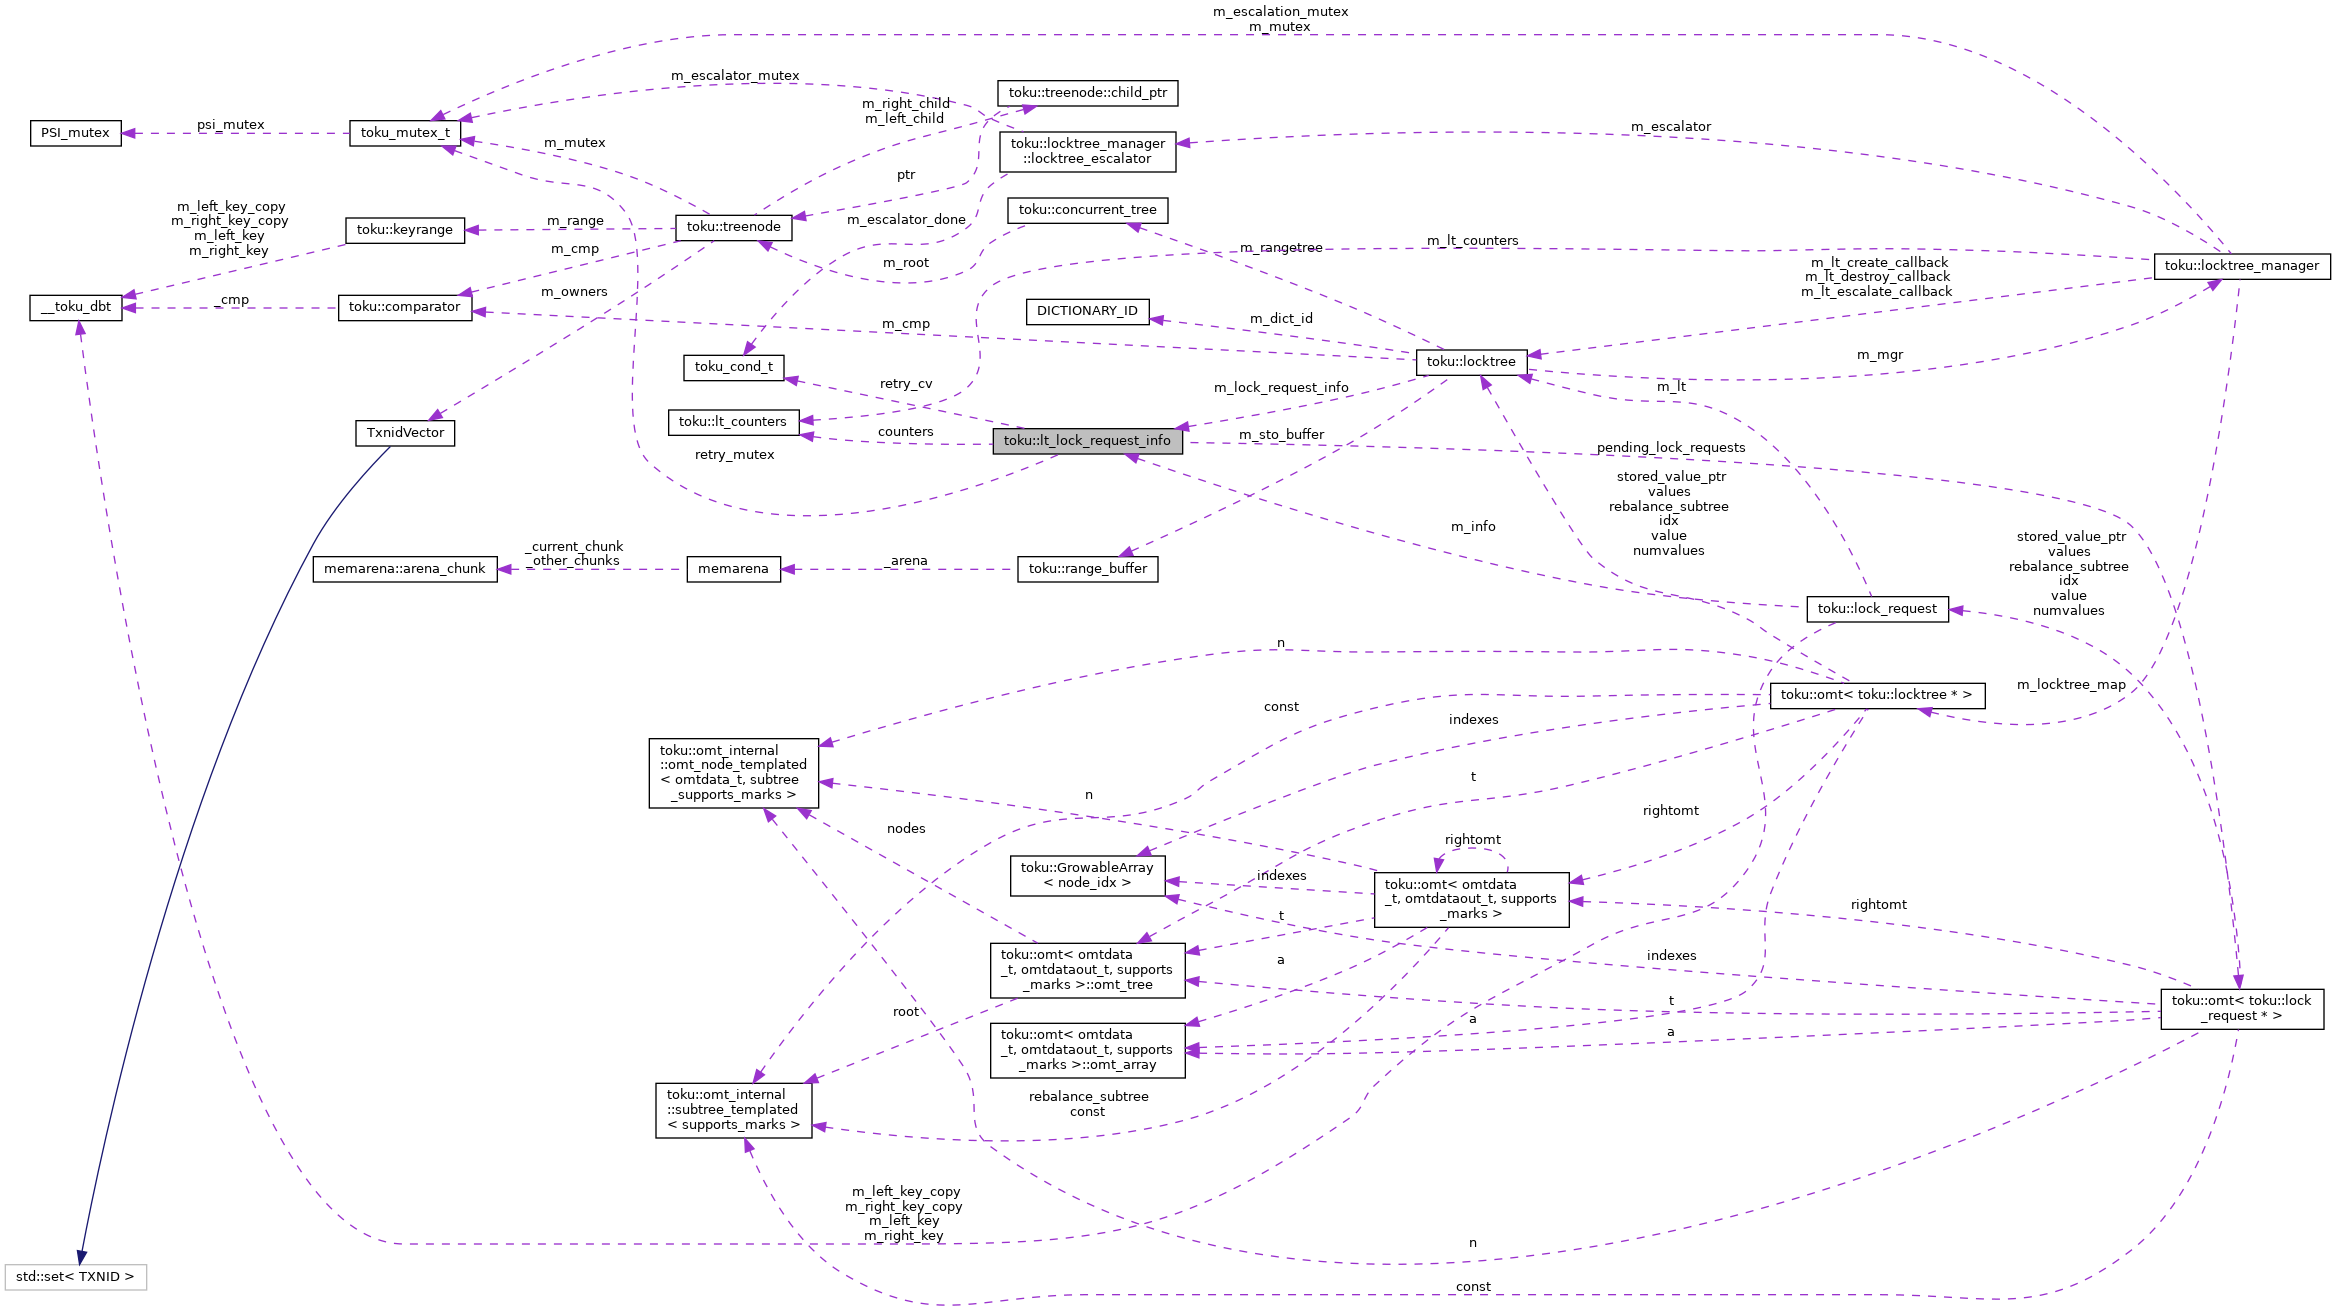 m_escalation_mutex
m_mutex
m_escalator_mutex
toku::treenode::child_ptr
m_right_child
m_left_child
PSI_mutex
psi_mutex
toku_mutex_t
m_mutex
toku::locktree_manager
::locktree_escalator
m_escalator
ptr
m_left_key_copy
m_right_key_copy
m_left_key
m_right_key
toku::keyrange
m_range
toku::treenode
m_escalator_done
toku::concurrent_tree
m_cmp
m_root
m_rangetree
m_lt_counters
m_lt_create_callback
m_lt_destroy_callback
m_lt_escalate_callback
toku::locktree_manager
__toku_dbt
_cmp
toku::comparator
m_owners
DICTIONARY_ID
m_dict_id
m_cmp
toku_cond_t
toku::locktree
m_mgr
retry_cv
m_lock_request_info
m_lt
toku::lt_counters
counters
TxnidVector
toku::lt_lock_request_info
m_sto_buffer
pending_lock_requests
retry_mutex
stored_value_ptr
values
rebalance_subtree
idx
value
numvalues
m_info
stored_value_ptr
values
rebalance_subtree
idx
value
numvalues
memarena::arena_chunk
_current_chunk
_other_chunks
memarena
_arena
toku::range_buffer
toku::lock_request
n
m_locktree_map
toku::omt< toku::locktree * >
const
indexes
toku::omt_internal
::omt_node_templated
< omtdata_t, subtree
_supports_marks >
t
n
rightomt
nodes
rightomt
toku::GrowableArray
< node_idx >
indexes
toku::omt< omtdata
_t, omtdataout_t, supports
_marks >
rightomt
t
toku::omt< omtdata
_t, omtdataout_t, supports
_marks >::omt_tree
a
indexes
root
t
toku::omt< toku::lock
_request * >
toku::omt< omtdata
_t, omtdataout_t, supports
_marks >::omt_array
a
a
toku::omt_internal
::subtree_templated
< supports_marks >
rebalance_subtree
const
m_left_key_copy
m_right_key_copy
m_left_key
m_right_key
n
std::set< TXNID >
const